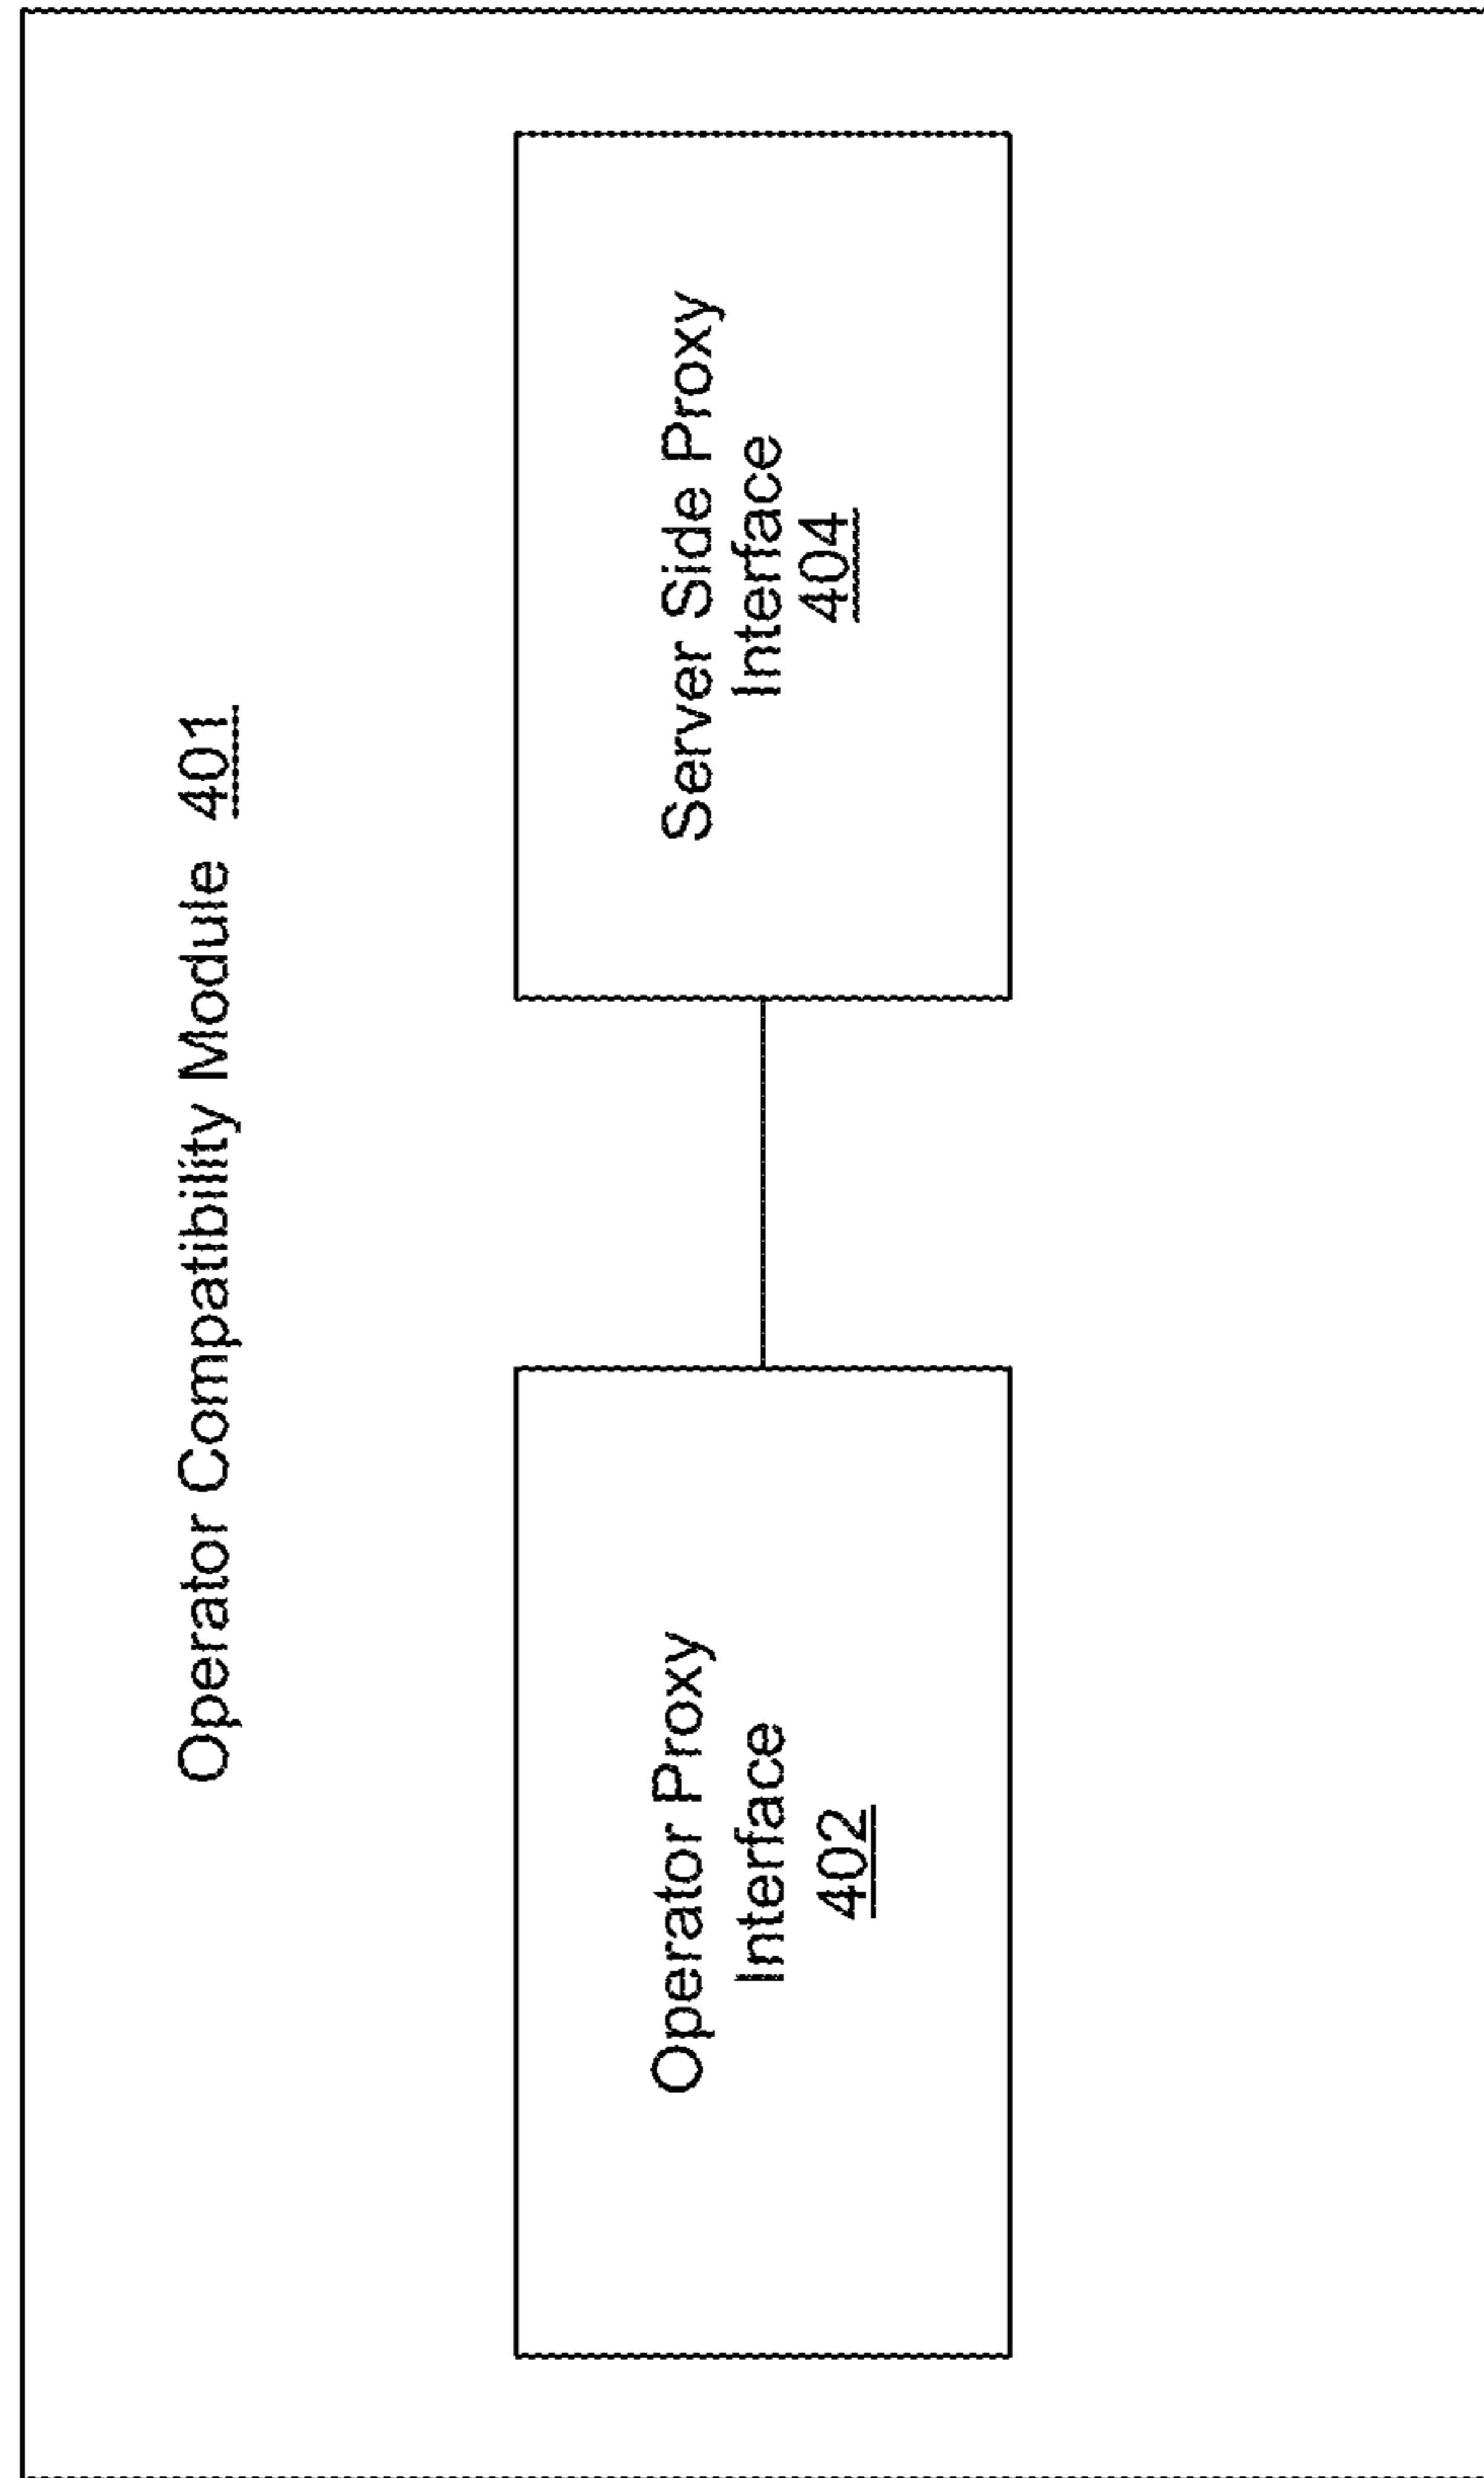 Operator Compatibility Module 401
Operator Proxy
Interface
402
Server Side Proxy
Interface
404